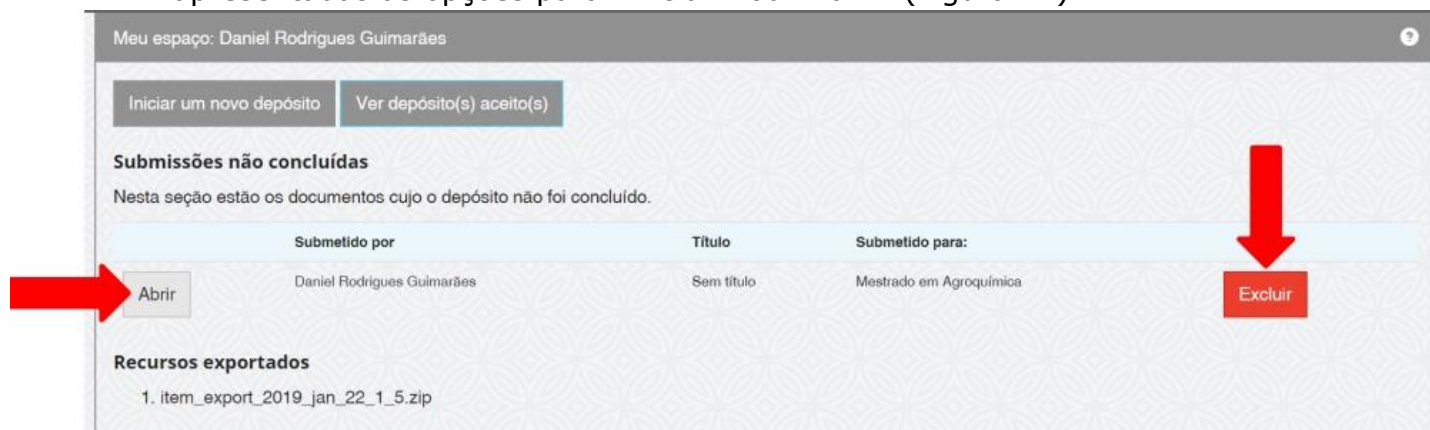 Meu espaço: Daniel Rodrigues Guimarães
Iniciar um novo depósito Ver depósito(s) aceito(s)
Submissões não concluídas
Nesta seção estão os documentos cujo o depósito não foi concluído.
Submetido por Título Submetido para:
Abrir Daniel Rodrigues Guimarães Sem título Mestrado em Agroquímica Excluir
Recursos exportados
1. item_export_2019_jan_22_1_5.zip